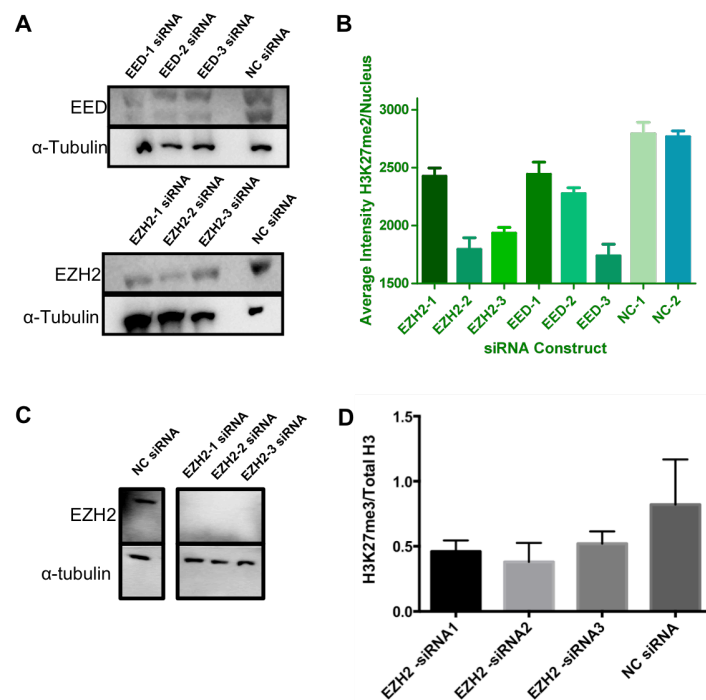 A
EED-1 siRNA
EED-2 siRNA
EED-3 siRNA
NC siRNA
EED
α-Tubulin
EZH2-1 siRNA
EZH2-2 siRNA
EZH2-3 siRNA
NC siRNA
EZH2
α-Tubulin
B
Average Intensity H3K27me2/Nucleus
3000
2500
2000
1500
EZH2-1
EZH2-2
EZH2-3
EED-1
EED-2
EED-3
NC-1
NC-2
siRNA Construct
C
NC siRNA
EZH2-1 siRNA
EZH2-2 siRNA
EZH2-3 siRNA
EZH2
α-tubulin
D
H3K27me3/Total H3
1.5
1.0
0.5
0.0
EZH2 -siRNA1
EZH2 -siRNA2
EZH2 -siRNA3
NC siRNA